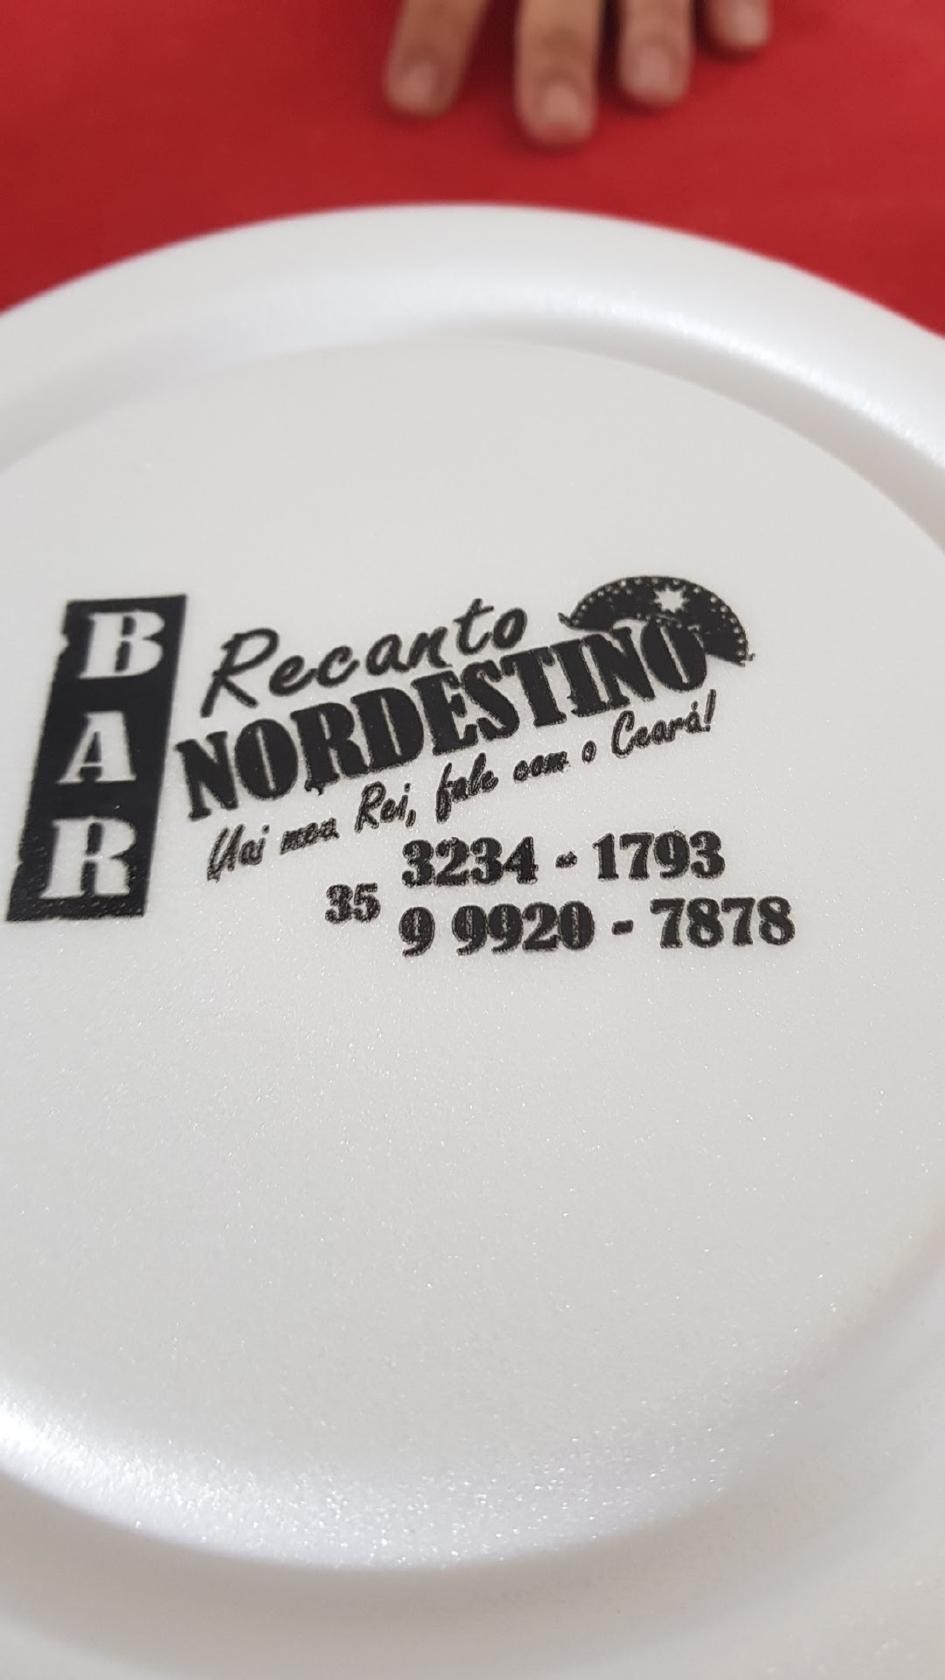 BAR
Recanto
NORDESTINO
Uai meu Rei, fale com o Ceará!
35
3234 - 1793
9 9920 - 7878